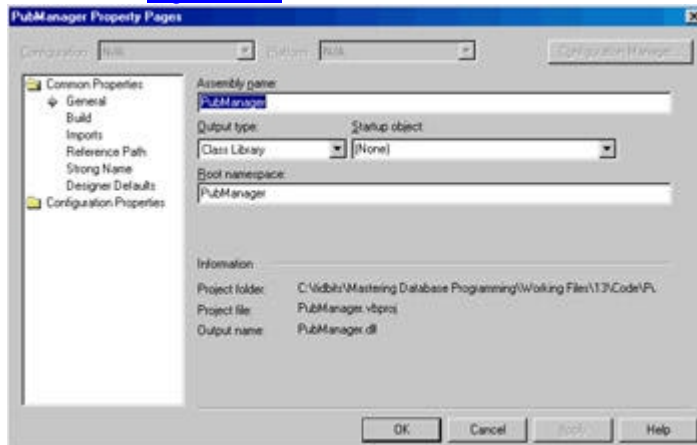 PubManager Property Pages
Configuration: N/A Platform: N/A Configuration Manager...
Common Properties
General
Build
Imports
Reference Path
Strong Name
Designer Defaults
Configuration Properties
Assembly name:
PubManager
Output type: Startup object:
Class Library (None)
Root namespace:
PubManager
Information
Project folder: C:\tidbits\Mastering Database Programming\Working Files\13\Code\P\
Project file: PubManager.vbproj
Output name: PubManager.dll
OK Cancel Apply Help